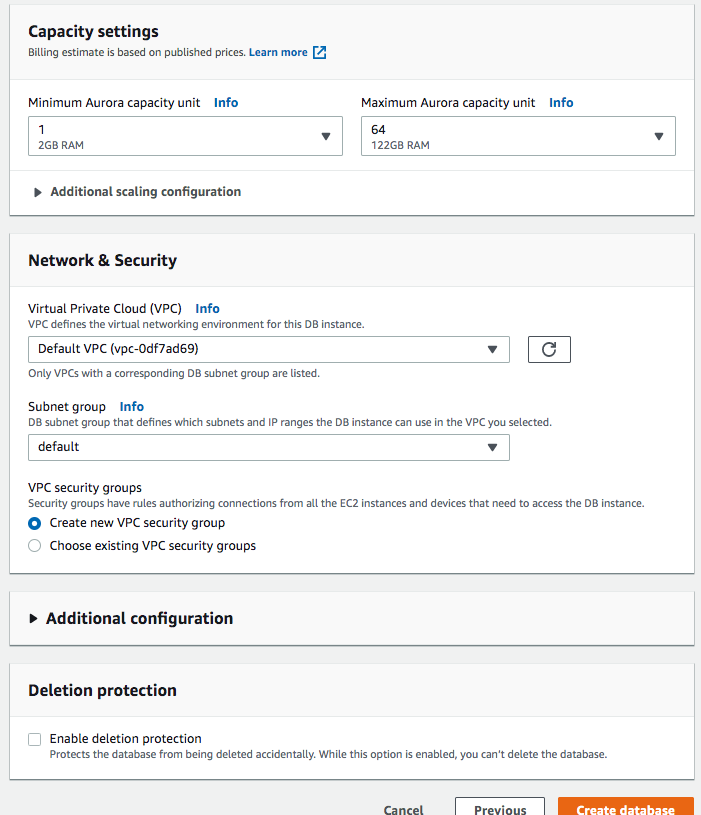 Capacity settings
Billing estimate is based on published prices. Learn more
Minimum Aurora capacity unit Info
Maximum Aurora capacity unit Info
1
2GB RAM
64
122GB RAM
Additional scaling configuration
Network & Security
Virtual Private Cloud (VPC) Info
VPC defines the virtual networking environment for this DB instance.
Default VPC (vpc-0df7ad69)
Only VPCs with a corresponding DB subnet group are listed.
Subnet group Info
DB subnet group that defines which subnets and IP ranges the DB instance can use in the VPC you selected.
default
VPC security groups
Security groups have rules authorizing connections from all the EC2 instances and devices that need to access the DB instance.
Create new VPC security group
Choose existing VPC security groups
Additional configuration
Deletion protection
Enable deletion protection
Protects the database from being deleted accidentally. While this option is enabled, you can't delete the database.
Cancel Previous Create database